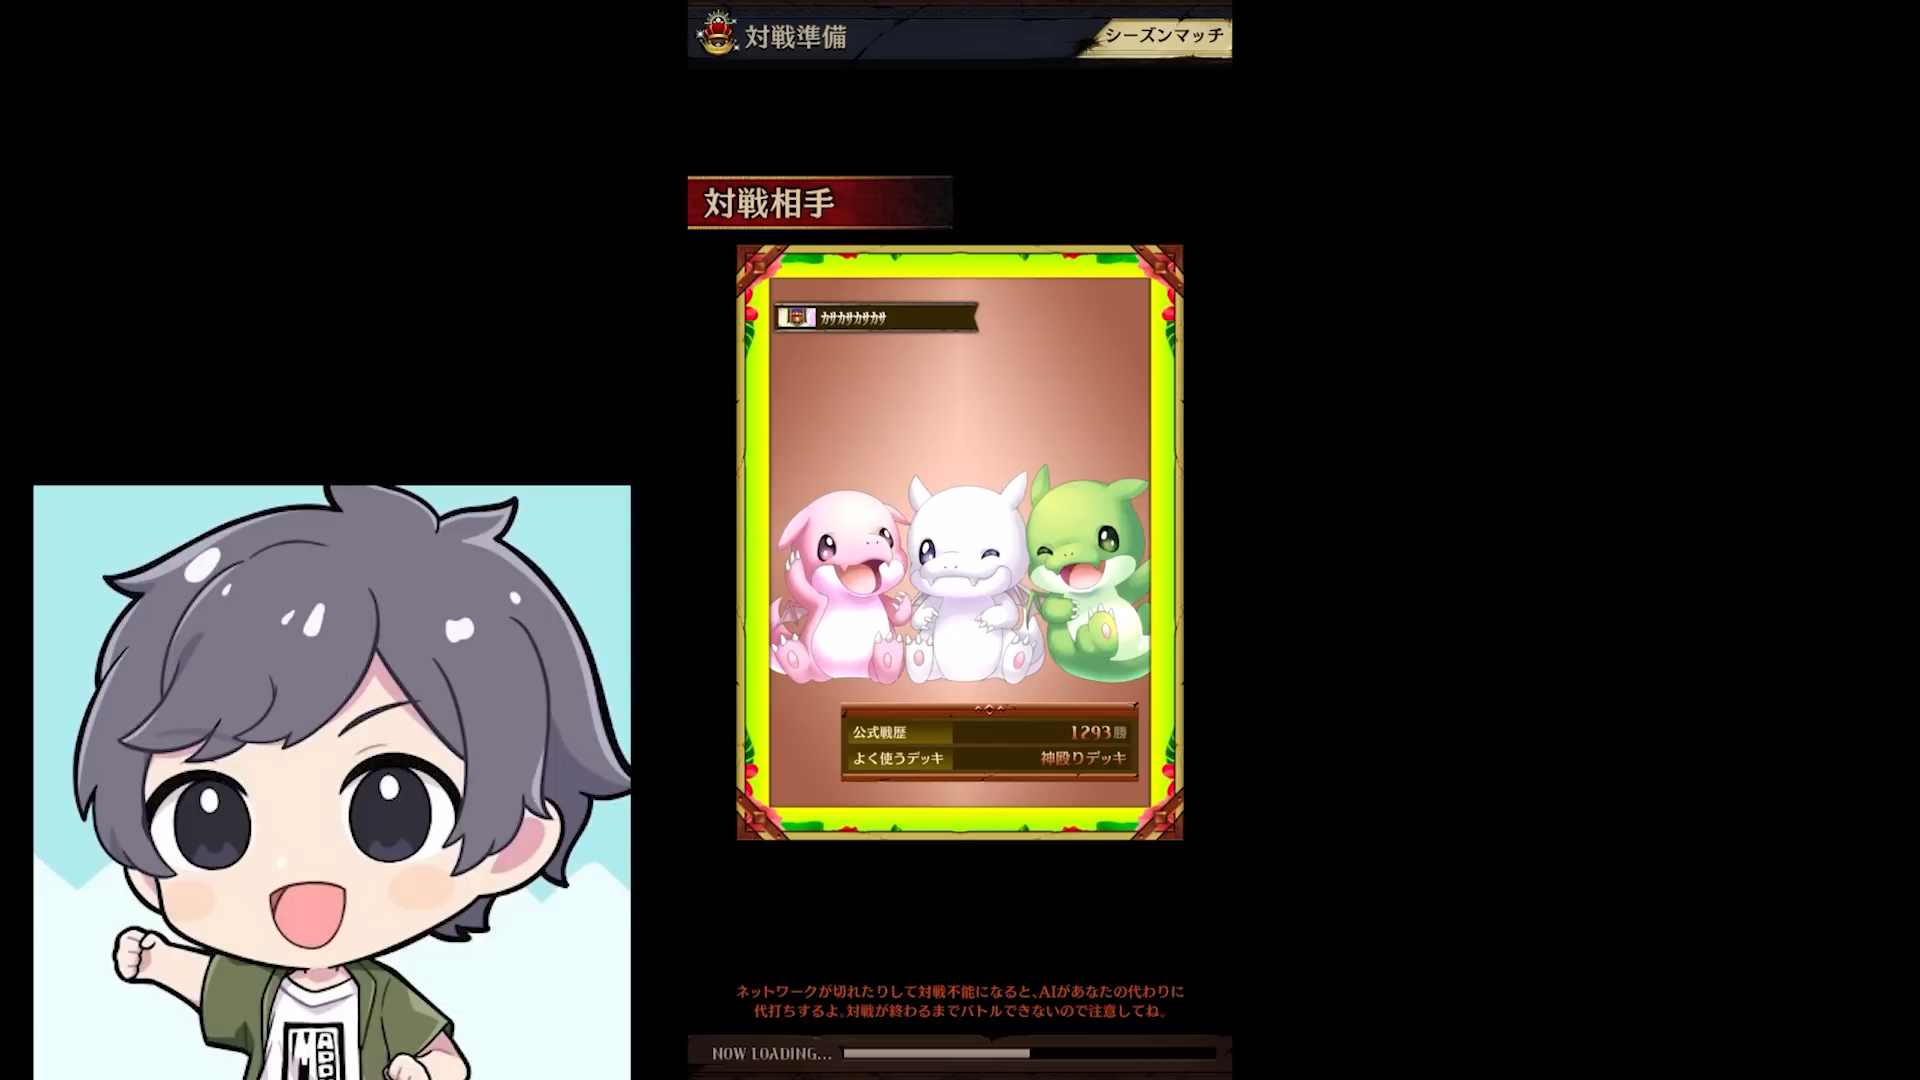 対戦準備
シーズンマッチ
対戦相手
ｶｻｶｻｶｻｶｻ
公式戦歴 1293勝
よく使うデッキ 神殴りデッキ
ネットワークが切れたりして対戦不能になると、AIがあなたの代わりに
代打ちするよ。対戦が終わるまでバトルできないので注意してね。
NOW LOADING...